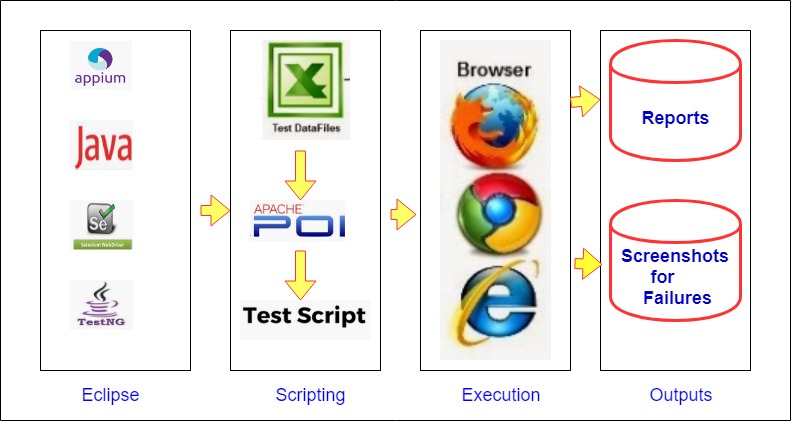 appium
Java
Se
Selenium WebDriver
TestNG
Eclipse
Test DataFiles
APACHE
POI
Test Script
Scripting
Browser
Execution
Reports
Screenshots
for
Failures
Outputs